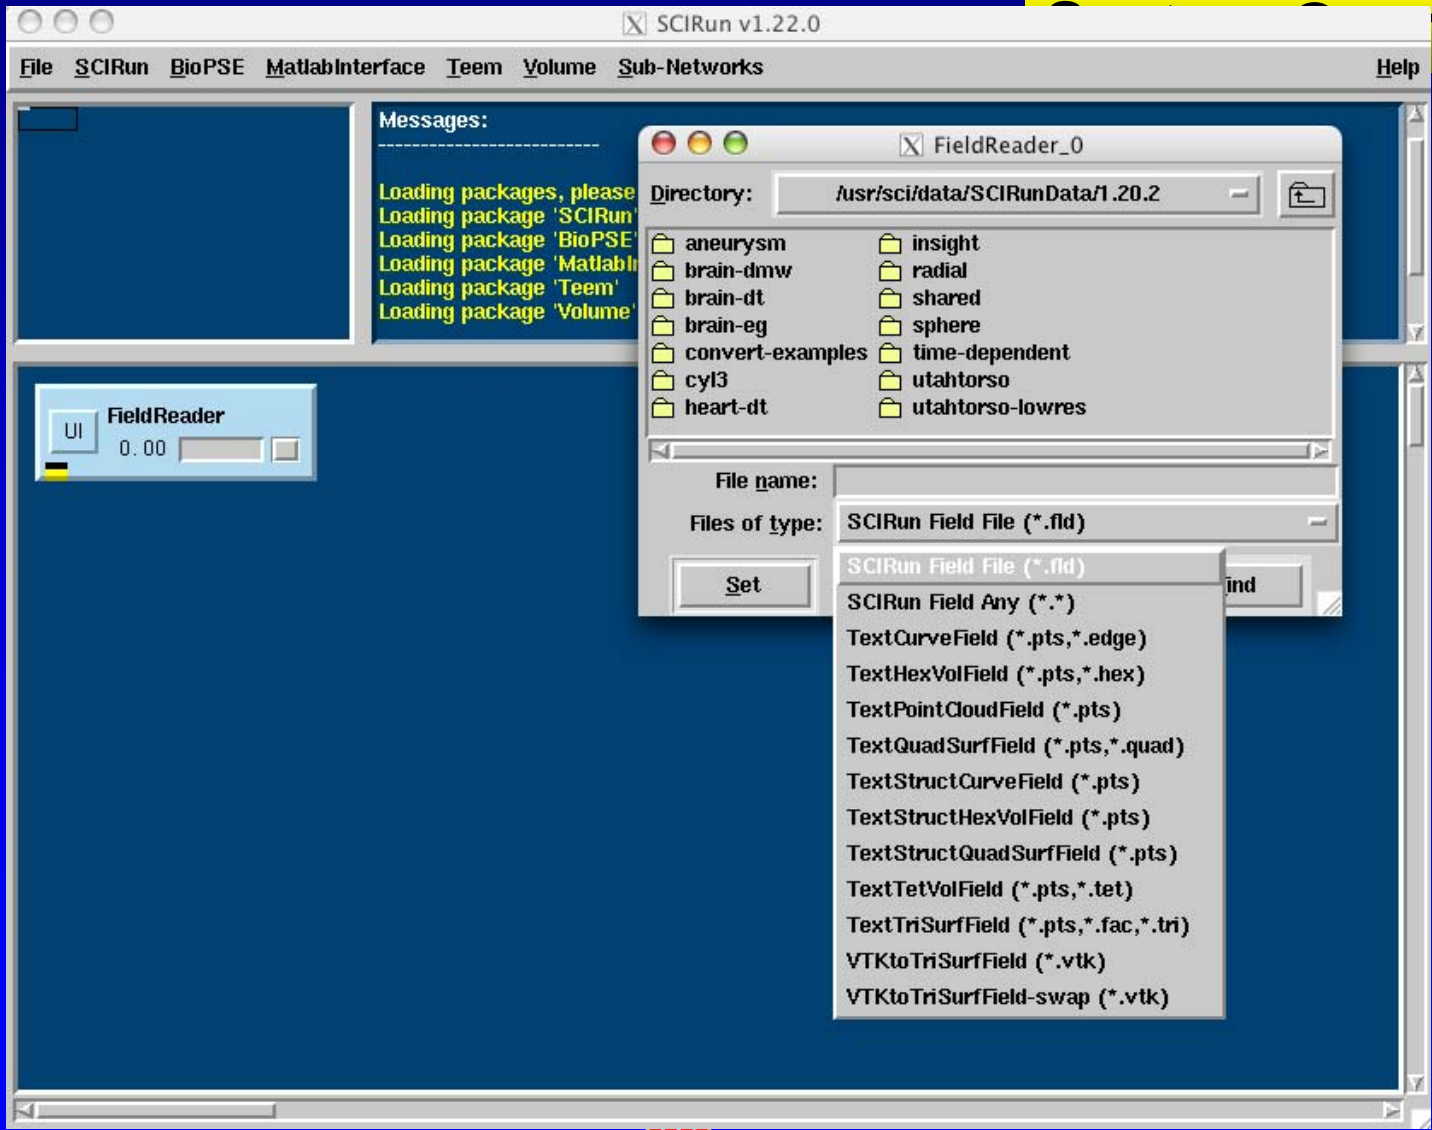 SCIRun v1.22.0
File SCIRun BioPSE MatlabInterface Teem Volume Sub-Networks Help
Messages:
--------------------------
Loading packages, please
Loading package 'SCIRun'
Loading package 'BioPSE'
Loading package 'MatlabIn
Loading package 'Teem'
Loading package 'Volume'
FieldReader_0
Directory: /usr/sci/data/SCIRunData/1.20.2
aneurysm insight
brain-dmw radial
brain-dt shared
brain-eg sphere
convert-examples time-dependent
cyl3 utahtorso
heart-dt utahtorso-lowres
File name:
Files of type: SCIRun Field File (*.fld)
Set ind
SCIRun Field File (*.fld)
SCIRun Field Any (*.*)
TextCurveField (*.pts,*.edge)
TextHexVolField (*.pts,*.hex)
TextPointCloudField (*.pts)
TextQuadSurfField (*.pts,*.quad)
TextStructCurveField (*.pts)
TextStructHexVolField (*.pts)
TextStructQuadSurfField (*.pts)
TextTetVolField (*.pts,*.tet)
TextTriSurfField (*.pts,*.fac,*.tri)
VTKtoTriSurfField (*.vtk)
VTKtoTriSurfField-swap (*.vtk)
UI FieldReader
0.00